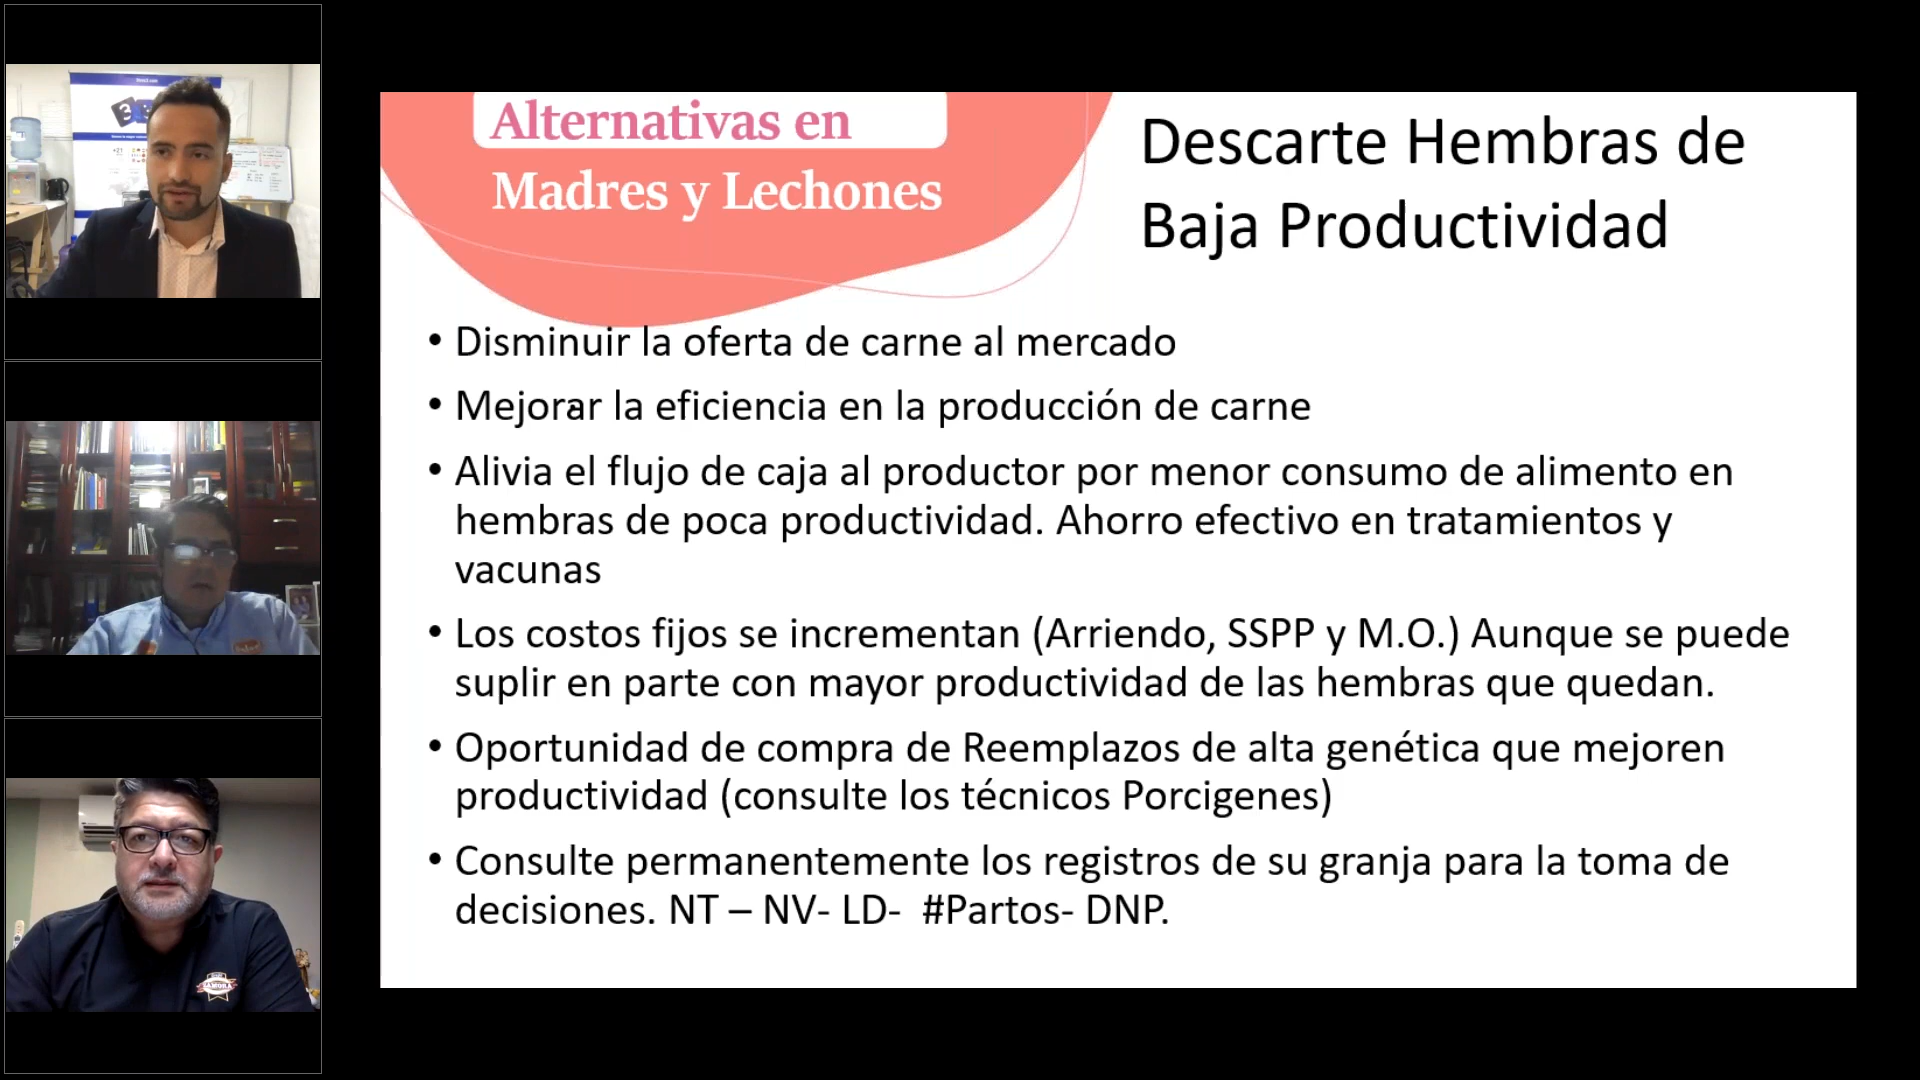 Alternativas en
Madres y Lechones
Descarte Hembras de
Baja Productividad
• Disminuir la oferta de carne al mercado
• Mejorar la eficiencia en la producción de carne
• Alivia el flujo de caja al productor por menor consumo de alimento en
hembras de poca productividad. Ahorro efectivo en tratamientos y
vacunas
• Los costos fijos se incrementan (Arriendo, SSPP y M.O.) Aunque se puede
suplir en parte con mayor productividad de las hembras que quedan.
• Oportunidad de compra de Reemplazos de alta genética que mejoren
productividad (consulte los técnicos Porcigenes)
• Consulte permanentemente los registros de su granja para la toma de
decisiones. NT – NV- LD-  #Partos- DNP.